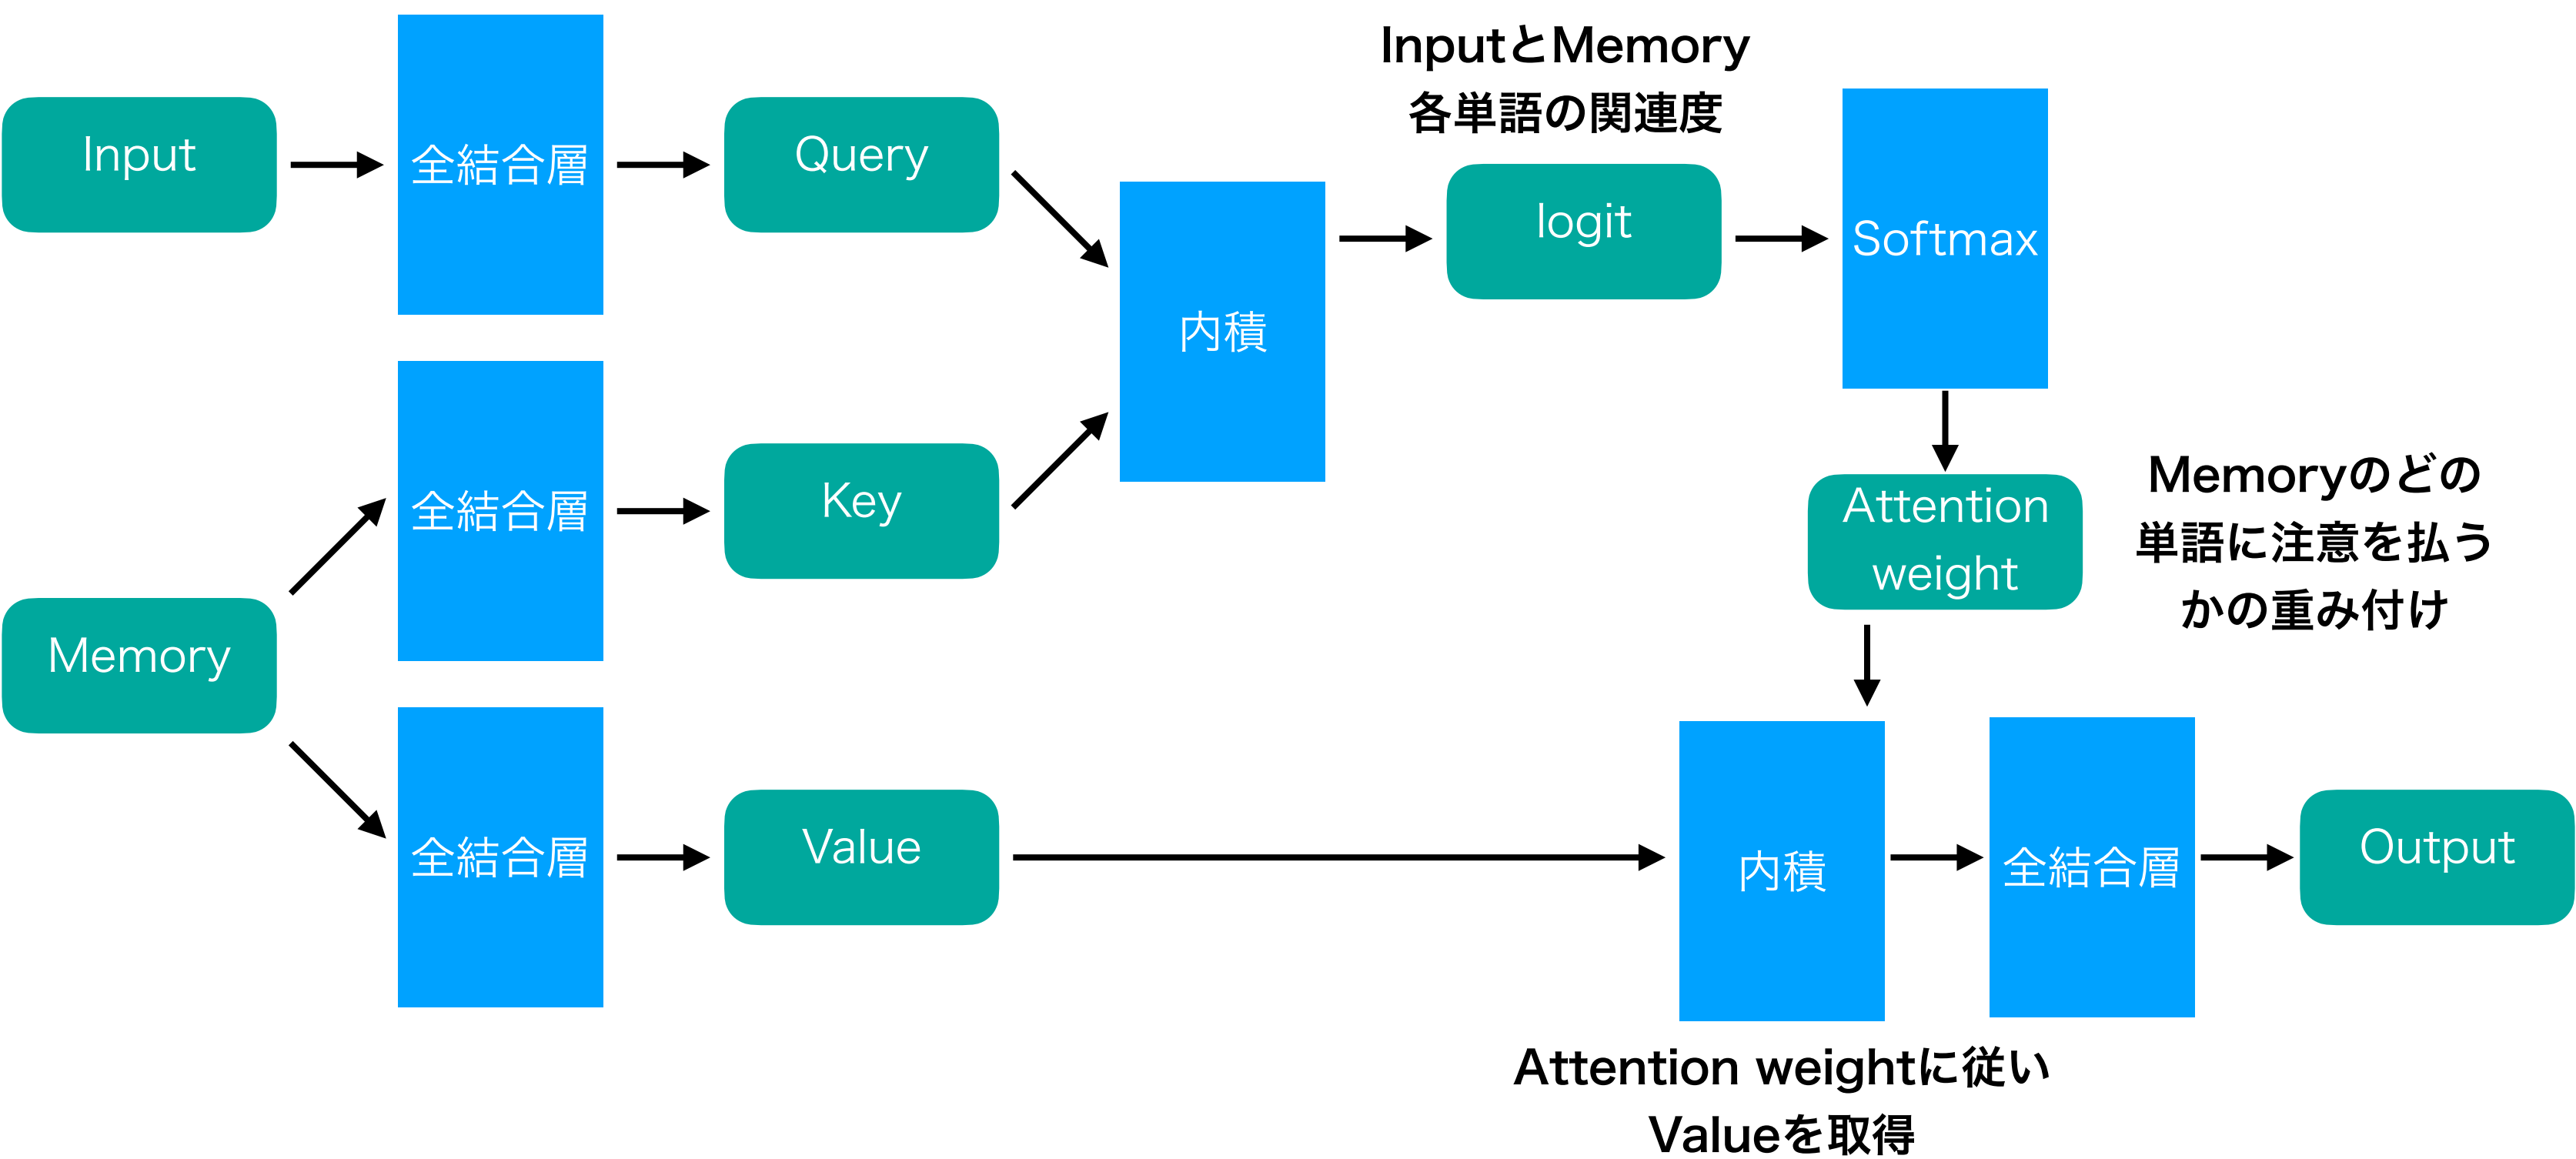 InputとMemory
各単語の関連度
Input
全結合層
Query
logit
Softmax
内積
全結合層
Key
Attention
weight
Memoryのどの
単語に注意を払う
かの重み付け
Memory
全結合層
Value
内積
全結合層
Output
Attention weightに従い
Valueを取得